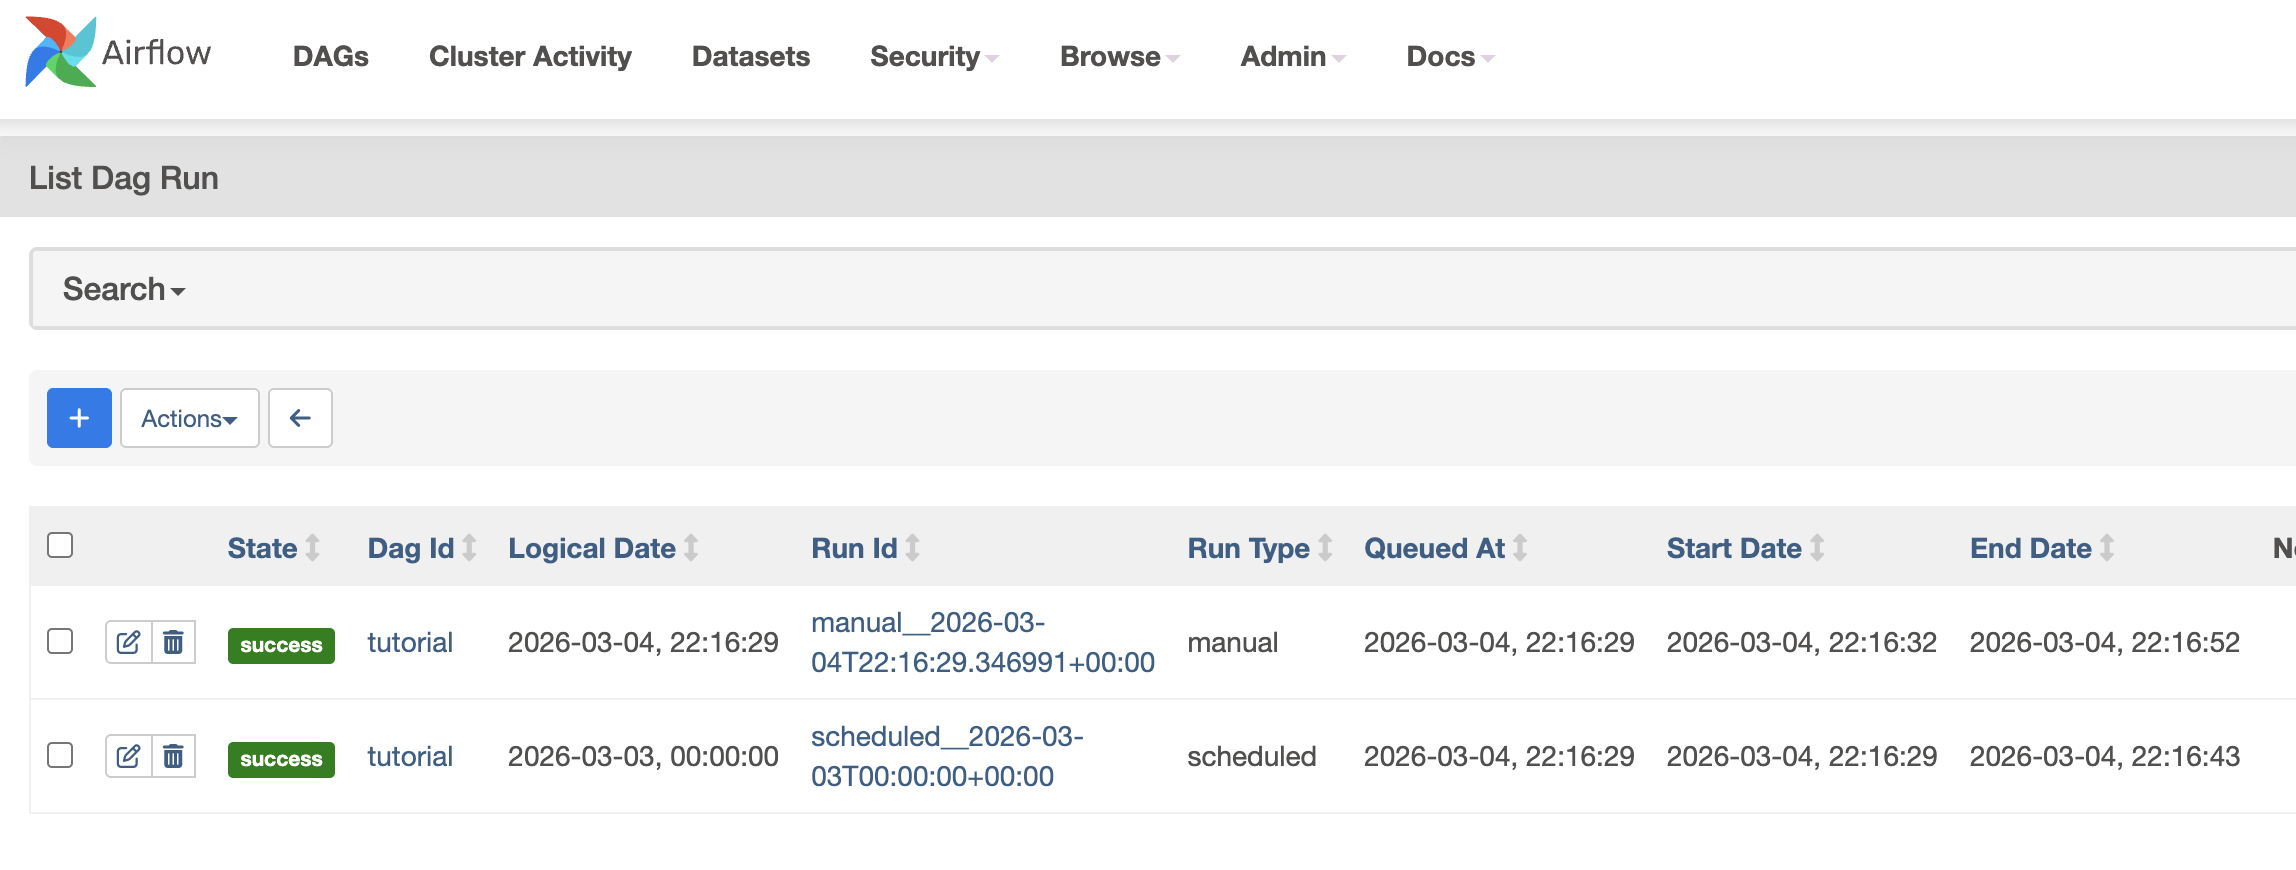 Airflow
DAGs Cluster Activity Datasets Security Browse Admin Docs
List Dag Run
Search
+ Actions
State Dag Id Logical Date Run Id Run Type Queued At Start Date End Date
success tutorial 2026-03-04, 22:16:29 manual__2026-03-
04T22:16:29.346991+00:00 manual 2026-03-04, 22:16:29 2026-03-04, 22:16:32 2026-03-04, 22:16:52
success tutorial 2026-03-03, 00:00:00 scheduled__2026-03-
03T00:00:00+00:00 scheduled 2026-03-04, 22:16:29 2026-03-04, 22:16:29 2026-03-04, 22:16:43